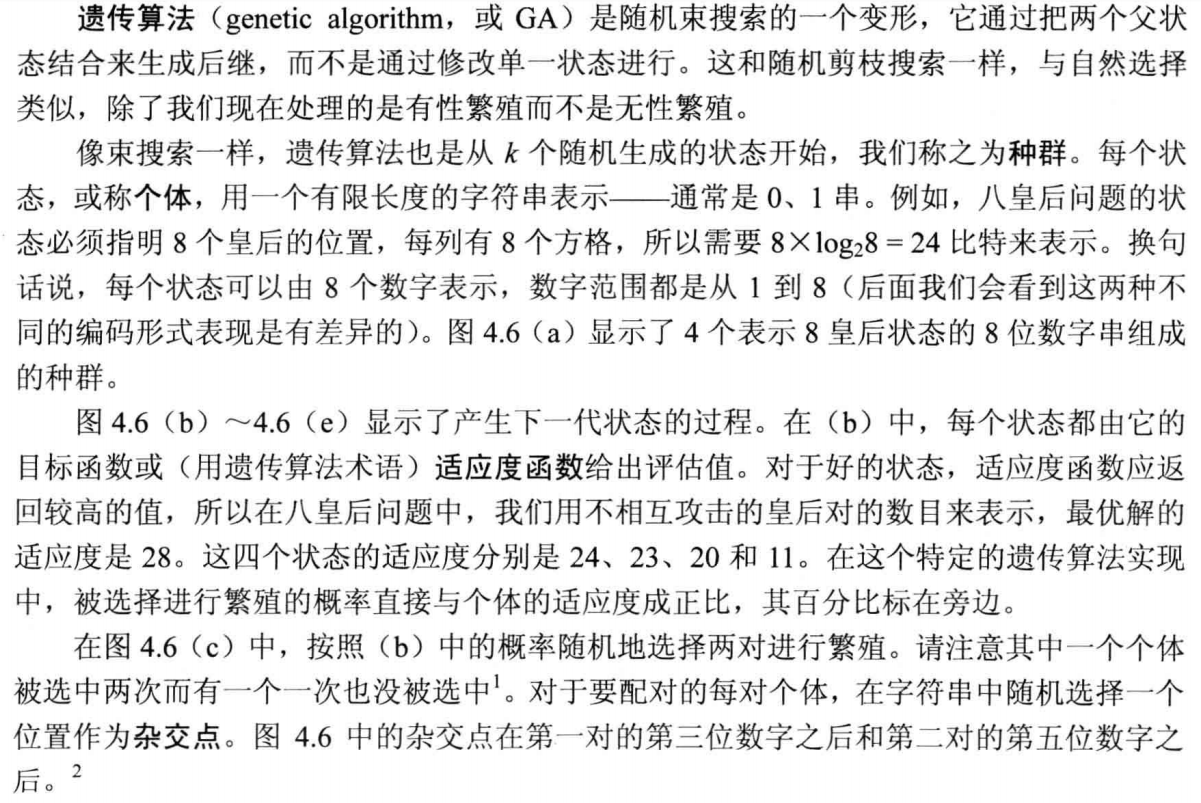 遗传算法（genetic algorithm，或 GA）是随机束搜索的一个变形，它通过把两个父状
态结合来生成后继，而不是通过修改单一状态进行。这和随机剪枝搜索一样，与自然选择
类似，除了我们现在处理的是有性繁殖而不是无性繁殖。
像束搜索一样，遗传算法也是从 k 个随机生成的状态开始，我们称之为种群。每个状
态，或称个体，用一个有限长度的字符串表示——通常是 0、1 串。例如，八皇后问题的状
态必须指明 8 个皇后的位置，每列有 8 个方格，所以需要 8×log₂8 = 24 比特来表示。换句
话说，每个状态可以由 8 个数字表示，数字范围都是从 1 到 8（后面我们会看到这两种不
同的编码形式表现是有差异的）。图 4.6（a）显示了 4 个表示 8 皇后状态的 8 位数字串组成
的种群。
图 4.6（b）～4.6（e）显示了产生下一代状态的过程。在（b）中，每个状态都由它的
目标函数或（用遗传算法术语）适应度函数给出评估值。对于好的状态，适应度函数应返
回较高的值，所以在八皇后问题中，我们用不相互攻击的皇后对的数目来表示，最优解的
适应度是 28。这四个状态的适应度分别是 24、23、20 和 11。在这个特定的遗传算法实现
中，被选择进行繁殖的概率直接与个体的适应度成正比，其百分比标在旁边。
在图 4.6（c）中，按照（b）中的概率随机地选择两对进行繁殖。请注意其中一个个体
被选中两次而有一个一次也没被选中¹。对于要配对的每对个体，在字符串中随机选择一个
位置作为杂交点。图 4.6 中的杂交点在第一对的第三位数字之后和第二对的第五位数字之
后。²